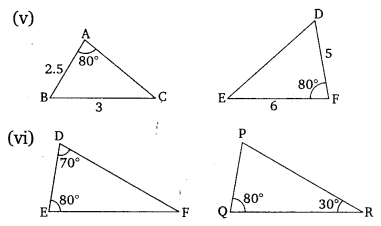 (v)
A D
2.5 80° 5
80°
B C E F
3 6
(vi)
D P
70°
80° 80° 30°
E F Q R